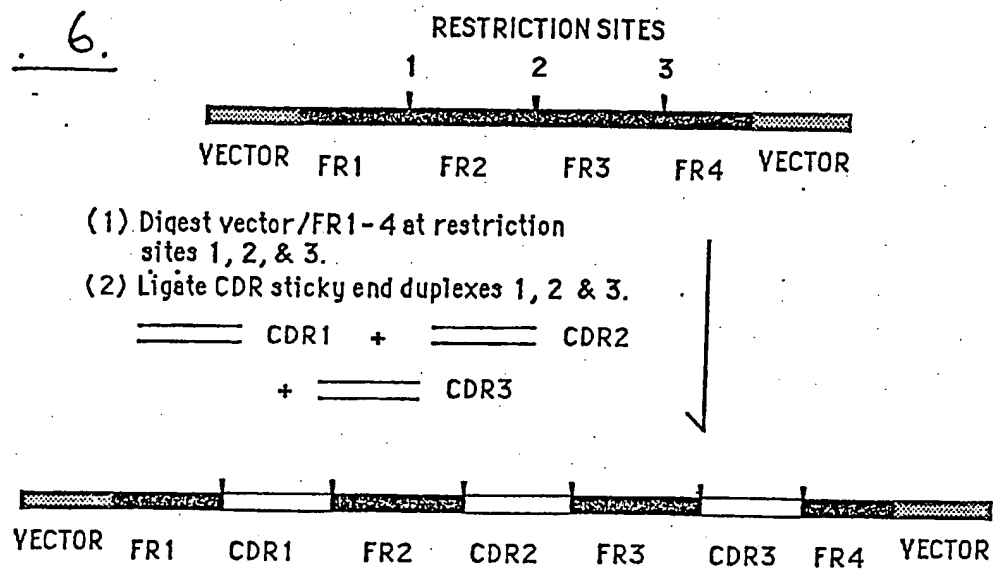 . 6.
RESTRICTION SITES
1 2 3
VECTOR FR1 FR2 FR3 FR4 VECTOR
(1) Digest vector/FR1-4 at restriction
sites 1, 2, & 3.
(2) Ligate CDR sticky end duplexes 1, 2 & 3.
CDR1 + CDR2
+ CDR3
VECTOR FR1 CDR1 FR2 CDR2 FR3 CDR3 FR4 VECTOR